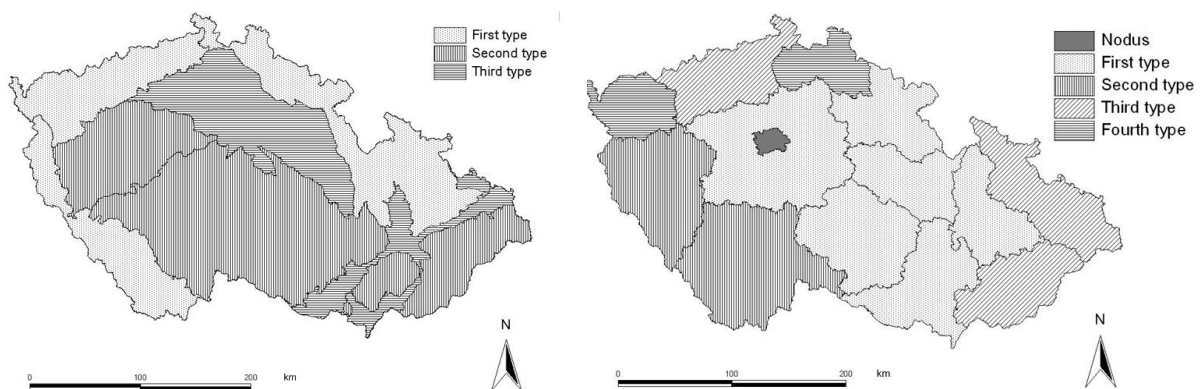 First type
Second type
Third type
N
0 100 200 km
Nodus
First type
Second type
Third type
Fourth type
N
0 100 200 km